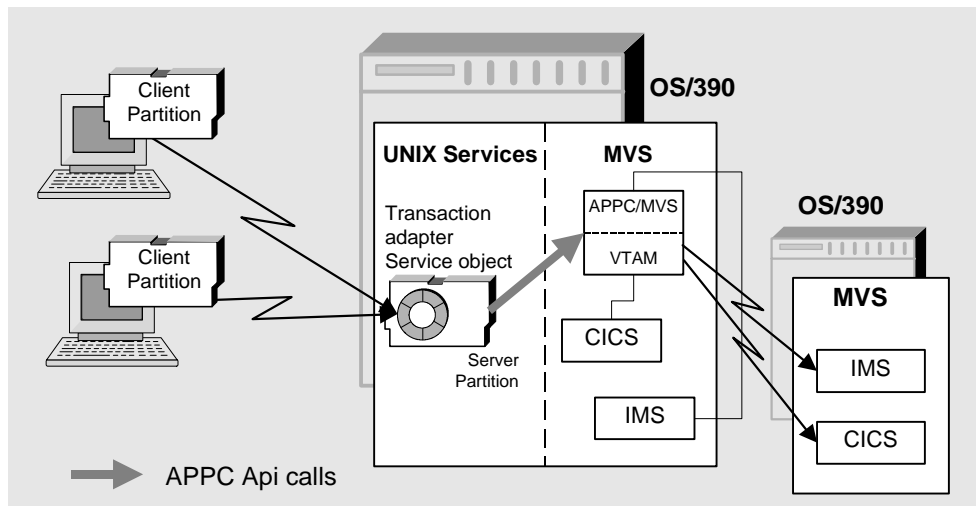 Client
Partition
Client
Partition
OS/390
UNIX Services
MVS
Transaction
adapter
Service object
Server
Partition
APPC/MVS
VTAM
CICS
IMS
OS/390
MVS
IMS
CICS
APPC Api calls